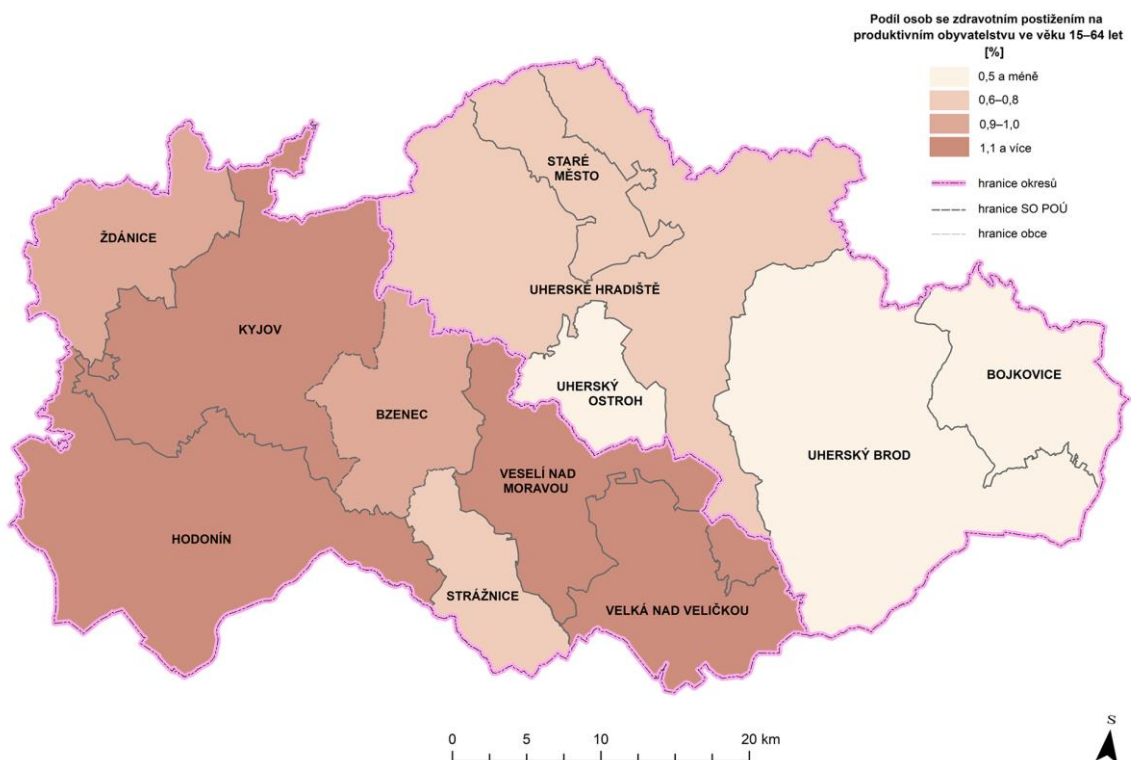 Podíl osob se zdravotním postižením na
produktivním obyvatelstvu ve věku 15–64 let
[%]
0,5 a méně
0,6–0,8
0,9–1,0
1,1 a více
hranice okresů
hranice SO POÚ
hranice obce
STARÉ
MĚSTO
ŽDÁNICE
UHERSKÉ HRADIŠTĚ
KYJOV
UHERSKÝ
OSTROH
BOJKOVICE
BZENEC
UHERSKÝ BROD
VESELÍ NAD
MORAVOU
HODONÍN
STRÁŽNICE
VELKÁ NAD VELIČKOU
0 5 10 20 km
S